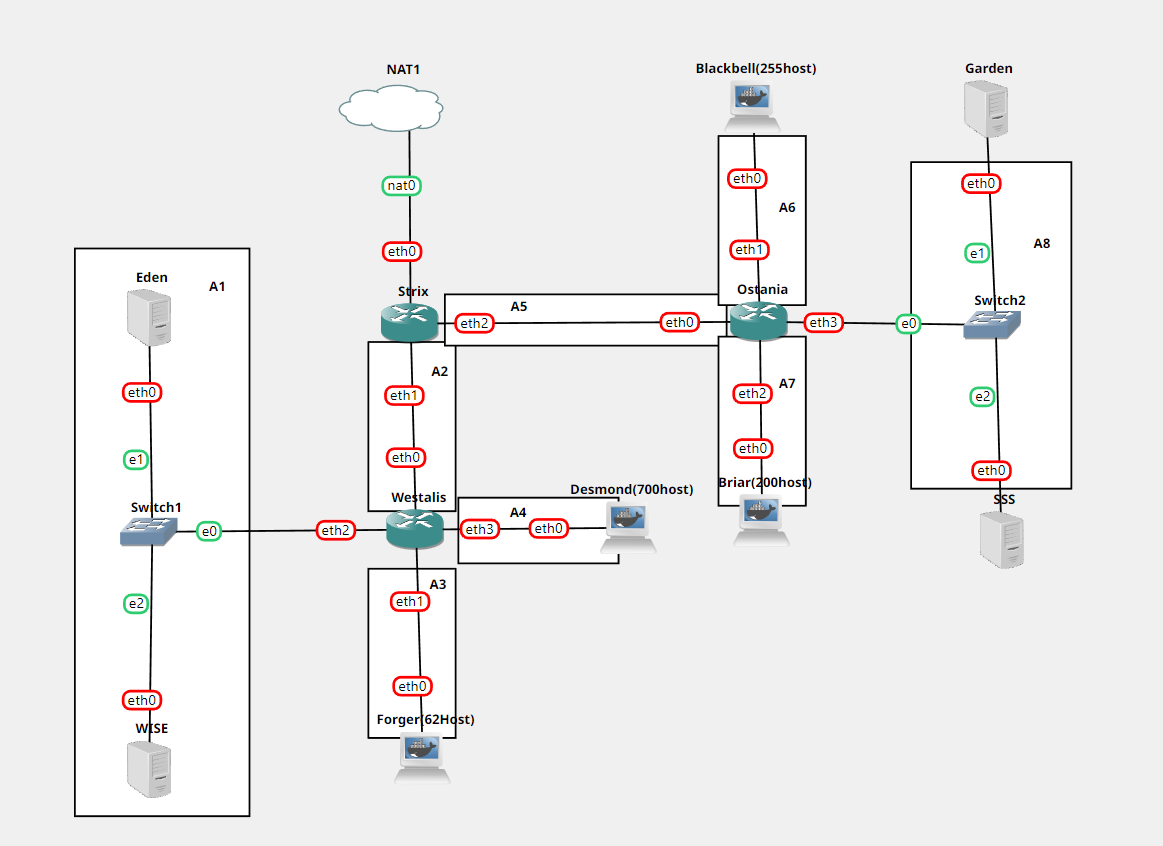 NAT1
Blackbell(255host)
Garden
nat0
eth0
eth0
eth1
A6
eth0
e1
A8
Eden
A1
Strix
A5
Ostania
Switch2
eth2
eth0
eth3
e0
A2
eth1
eth0
A7
eth2
eth0
e2
eth0
e1
eth0
Westalis
Desmond(700host)
Briar(200host)
eth0
SSS
Switch1
e0
eth2
A4
eth3
eth0
e2
A3
eth1
eth0
eth0
WISE
Forger(62Host)